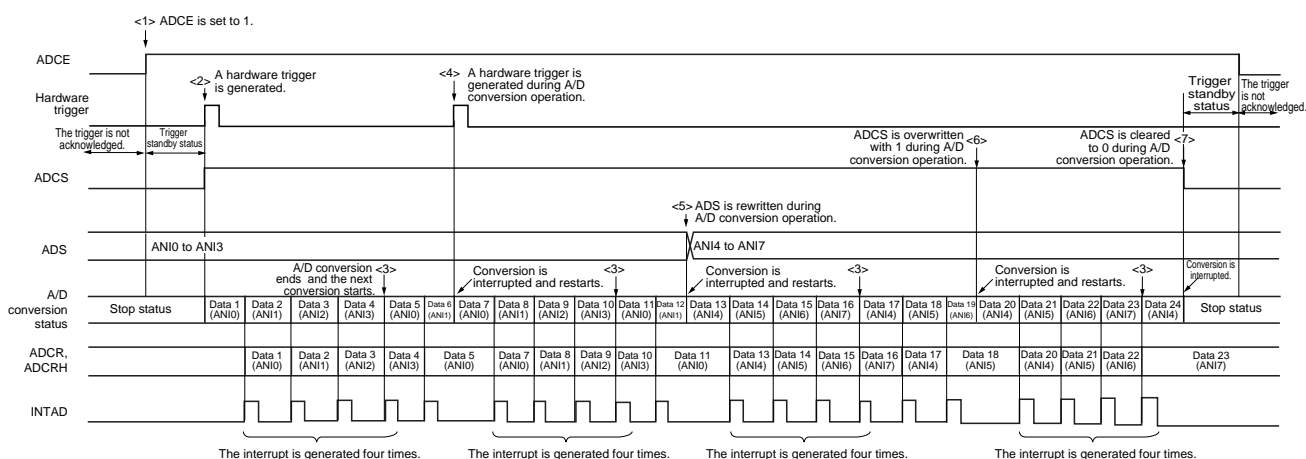 <1> ADCE is set to 1.
ADCE
<2> A hardware trigger
is generated.
<4> A hardware trigger is
generated during A/D
conversion operation.
Trigger
standby
status
The trigger
is not
acknowledged.
Hardware
trigger
The trigger is not
acknowledged.
Trigger
standby status
ADCS is overwritten
with 1 during A/D <6>
conversion operation.
ADCS is cleared
to 0 during A/D <7>
conversion operation.
ADCS
<5> ADS is rewritten during
A/D conversion operation.
ADS
ANI0 to ANI3
ANI4 to ANI7
A/D conversion <3>
ends and the next
conversion starts.
Conversion is
interrupted and restarts.
<3>
Conversion is
interrupted and restarts.
<3>
Conversion is
interrupted and restarts.
<3>
Conversion is
interrupted.
A/D
conversion
status
Stop status
Data 1 Data 2 Data 3 Data 4 Data 5 Data 6 Data 7 Data 8 Data 9 Data 10 Data 11 Data 12 Data 13 Data 14 Data 15 Data 16 Data 17 Data 18 Data 19 Data 20 Data 21 Data 22 Data 23 Data 24
(ANI0) (ANI1) (ANI2) (ANI3) (ANI0) (ANI1) (ANI0) (ANI1) (ANI2) (ANI3) (ANI0) (ANI1) (ANI4) (ANI5) (ANI6) (ANI7) (ANI4) (ANI5) (ANI6) (ANI4) (ANI5) (ANI6) (ANI7) (ANI4)
Stop status
ADCR,
ADCRH
Data 1 Data 2 Data 3 Data 4 Data 5 Data 7 Data 8 Data 9 Data 10 Data 11 Data 13 Data 14 Data 15 Data 16 Data 17 Data 18 Data 20 Data 21 Data 22 Data 23
(ANI0) (ANI1) (ANI2) (ANI3) (ANI0) (ANI0) (ANI1) (ANI2) (ANI3) (ANI0) (ANI4) (ANI5) (ANI6) (ANI7) (ANI4) (ANI5) (ANI4) (ANI5) (ANI6) (ANI7)
INTAD
The interrupt is generated four times.
The interrupt is generated four times.
The interrupt is generated four times.
The interrupt is generated four times.